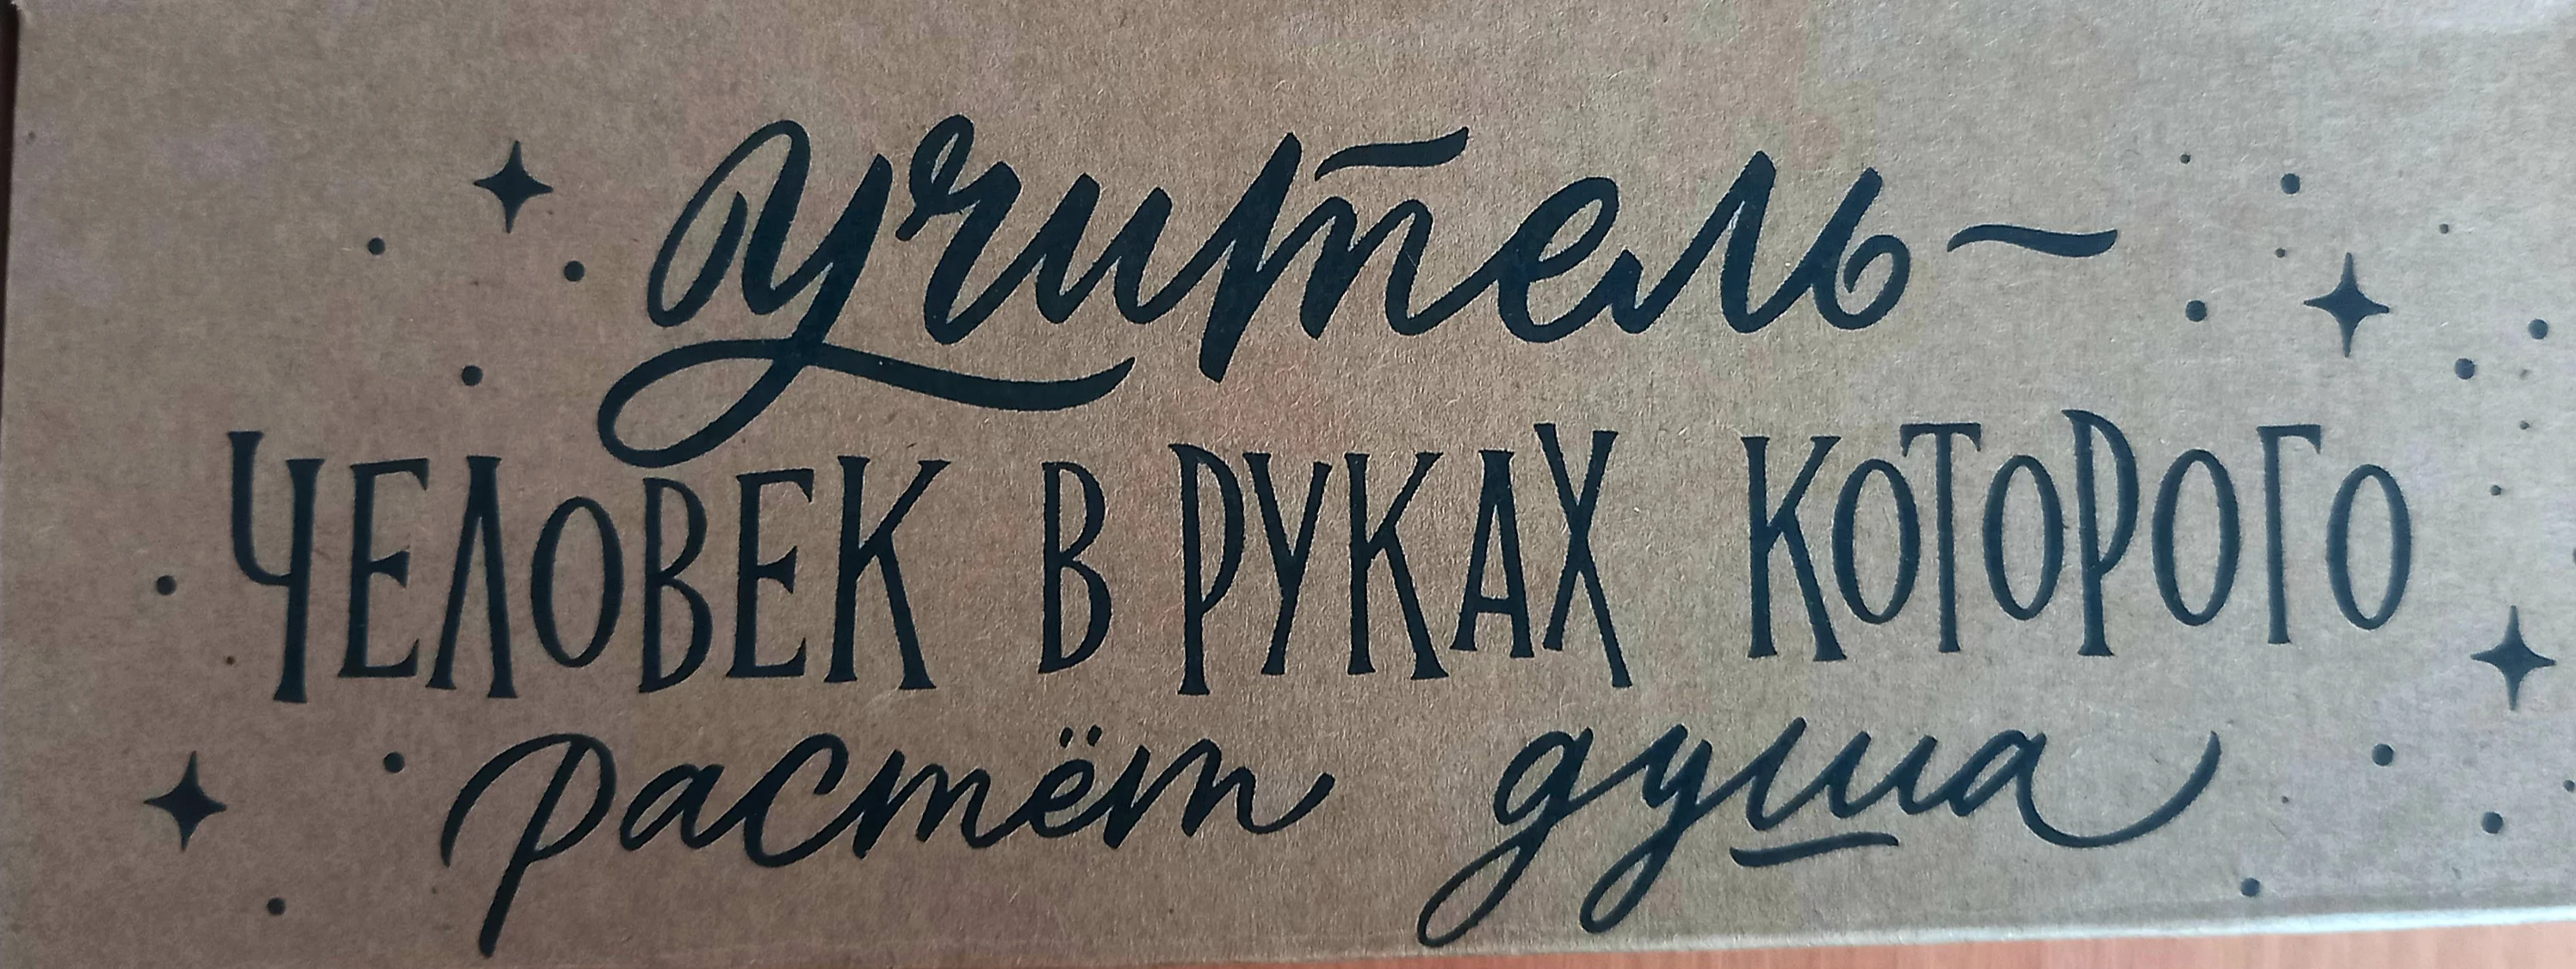 учитель –
ЧЕЛОВЕК В РУКАХ КОТОРОГО
растёт душа